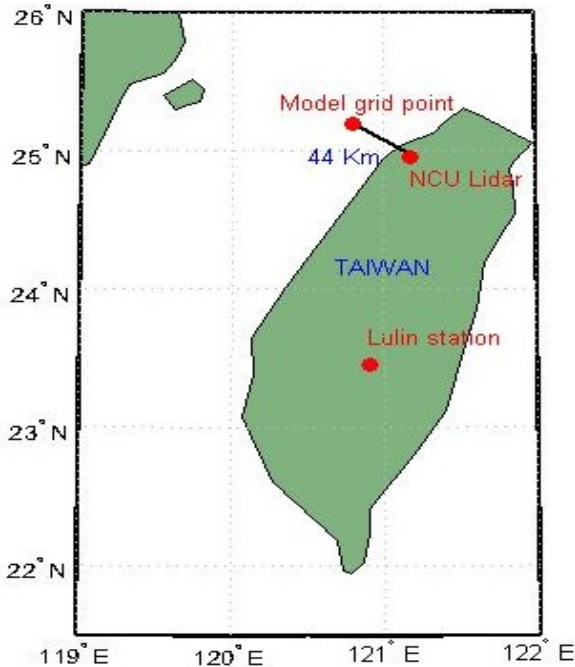 26°N
Model grid point
25°N
44 Km
NCU Lidar
TAIWAN
24°N
Lulin station
23°N
22°N
119°E 120°E 121°E 122°E